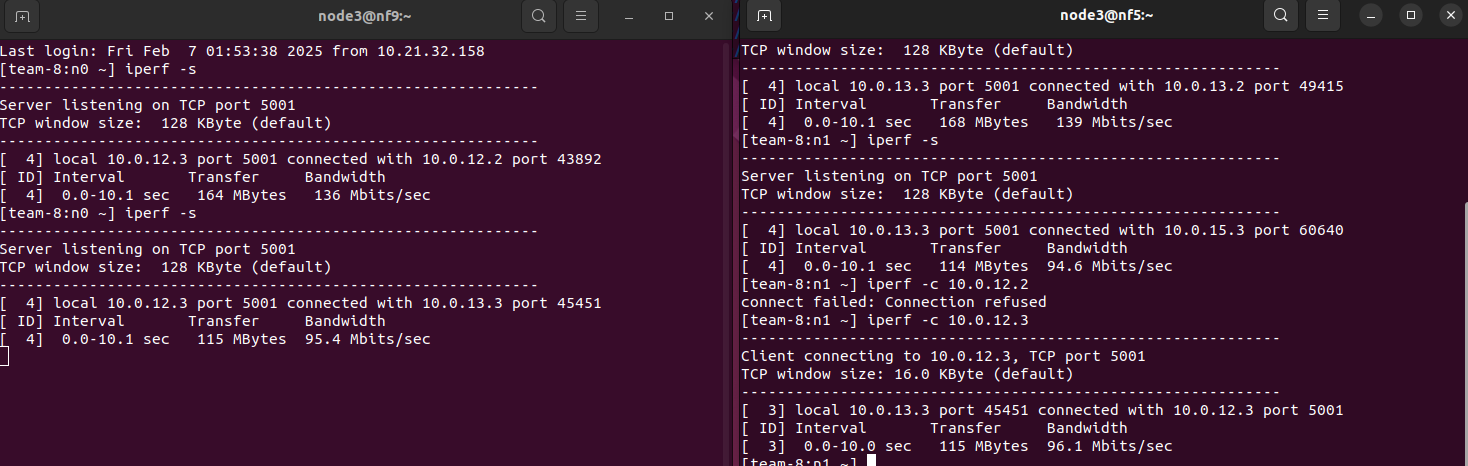 node3@nf9:~
Last login: Fri Feb  7 01:53:38 2025 from 10.21.32.158
[team-8:n0 ~] iperf -s
------------------------------------------------------------
Server listening on TCP port 5001
TCP window size:  128 KByte (default)
------------------------------------------------------------
[  4] local 10.0.12.3 port 5001 connected with 10.0.12.2 port 43892
[ ID] Interval       Transfer     Bandwidth
[  4]  0.0-10.1 sec   164 MBytes   136 Mbits/sec
[team-8:n0 ~] iperf -s
------------------------------------------------------------
Server listening on TCP port 5001
TCP window size:  128 KByte (default)
------------------------------------------------------------
[  4] local 10.0.12.3 port 5001 connected with 10.0.13.3 port 45451
[ ID] Interval       Transfer     Bandwidth
[  4]  0.0-10.1 sec   115 MBytes  95.4 Mbits/sec
node3@nf5:~
TCP window size:  128 KByte (default)
------------------------------------------------------------
[  4] local 10.0.13.3 port 5001 connected with 10.0.13.2 port 49415
[ ID] Interval       Transfer     Bandwidth
[  4]  0.0-10.1 sec   168 MBytes   139 Mbits/sec
[team-8:n1 ~] iperf -s
------------------------------------------------------------
Server listening on TCP port 5001
TCP window size:  128 KByte (default)
------------------------------------------------------------
[  4] local 10.0.13.3 port 5001 connected with 10.0.15.3 port 60640
[ ID] Interval       Transfer     Bandwidth
[  4]  0.0-10.1 sec   114 MBytes  94.6 Mbits/sec
[team-8:n1 ~] iperf -c 10.0.12.2
connect failed: Connection refused
[team-8:n1 ~] iperf -c 10.0.12.3
------------------------------------------------------------
Client connecting to 10.0.12.3, TCP port 5001
TCP window size: 16.0 KByte (default)
------------------------------------------------------------
[  3] local 10.0.13.3 port 45451 connected with 10.0.12.3 port 5001
[ ID] Interval       Transfer     Bandwidth
[  3]  0.0-10.0 sec   115 MBytes  96.1 Mbits/sec
[team-8:n1 ~]